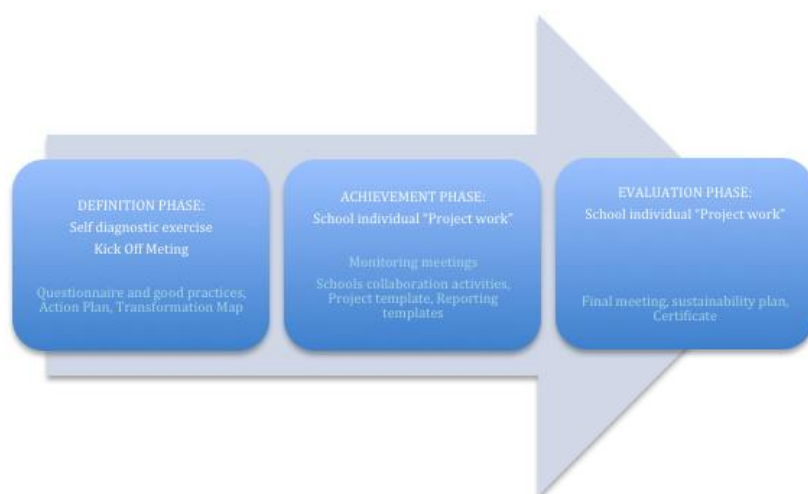 DEFINITION PHASE:
Self diagnostic exercise
Kick Off Meting
Questionnaire and good practices,
Action Plan, Transformation Map
ACHIEVEMENT PHASE:
School individual “Project work”
Monitoring meetings
Schools collaboration activities,
Project template, Reporting
templates
EVALUATION PHASE:
School individual “Project work”
Final meeting, sustainability plan,
Certificate